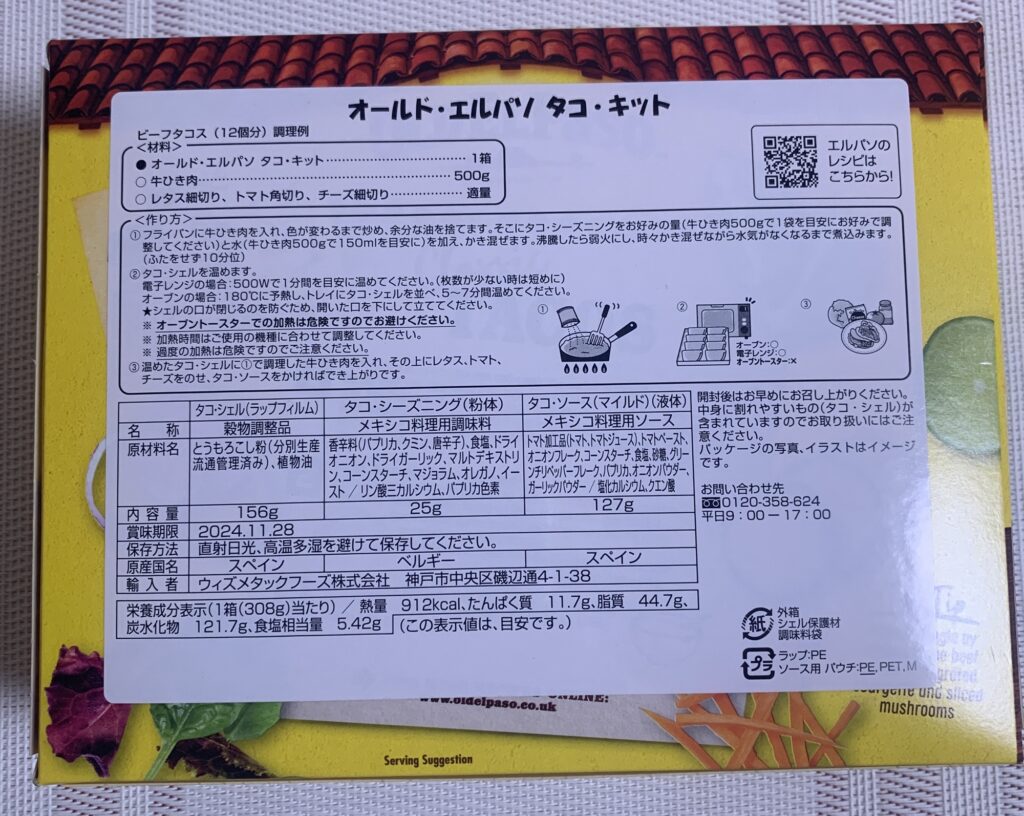 オールド・エルパソ タコ・キット
ビーフタコス（12個分）調理例
＜材料＞
● オールド・エルパソ タコ・キット……………………1箱
○ 牛ひき肉……………………500g
○ レタス細切り、トマト角切り、チーズ細切り……………適量
エルパソの
レシピは
こちらから!
＜作り方＞
①フライパンに牛ひき肉を入れ、色が変わるまで炒め、余分な油を捨てます。そこにタコ・シーズニングをお好みの量（牛ひき肉500gで1袋を目安にお好みで調
整してください）と水（牛ひき肉500gで150mlを目安に）を加え、かき混ぜます。沸騰したら弱火にし、時々かき混ぜながら水気がなくなるまで煮込みます。
（ふたをせず10分位）
②タコ・シェルを温めます。
電子レンジの場合：500Wで1分間を目安に温めてください。（枚数が少ない時は短めに）
オーブンの場合：180℃に予熱し、トレイにタコ・シェルを並べ、5〜7分間温めてください。
★シェルの口が閉じるのを防ぐため、開いた口を下にして立ててください。
※ オーブントースターでの加熱は危険ですのでお避けください。
※ 加熱時間はご使用の機種に合わせて調整してください。
※ 過度の加熱は危険ですのでご注意ください。
③温めたタコ・シェルに①で調理した牛ひき肉を入れ、その上にレタス、トマト、
チーズをのせ、タコ・ソースをかければでき上がりです。
① ② ③
オーブン：○
電子レンジ：○
オーブントースター：×
タコ・シェル（ラップフィルム） タコ・シーズニング（粉体） タコ・ソース（マイルド）（液体）
名称 穀物調整品 メキシコ料理用調味料 メキシコ料理用ソース
原材料名 とうもろこし粉（分別生産 香辛料（パプリカ、クミン、唐辛子）、食塩、ドライ トマト加工品（トマト、トマトジュース）、トマトペースト、
流通管理済み）、植物油 オニオン、ドライガーリック、マルトデキストリ オニオンフレーク、コーンスターチ、食塩、砂糖、グリー
ン、コーンスターチ、マジョラム、オレガノ、イー ンチリペッパーフレーク、パプリカ、オニオンパウダー、
スト／リン酸三カルシウム、パプリカ色素 ガーリックパウダー／塩化カルシウム、クエン酸
内容量 156g 25g 127g
賞味期限 2024.11.28
保存方法 直射日光、高温多湿を避けて保存してください。
原産国名 スペイン ベルギー スペイン
輸入者 ウィズメタックフーズ株式会社 神戸市中央区磯辺通4-1-38
栄養成分表示（1箱（308g）当たり）／熱量 912kcal、たんぱく質 11.7g、脂質 44.7g、
炭水化物 121.7g、食塩相当量 5.42g （この表示値は、目安です。）
開封後はお早めにお召し上がりください。
中身に割れやすいもの（タコ・シェル）が
含まれていますのでお取り扱いにはご注
意ください。
パッケージの写真、イラストはイメージ
です。
お問い合わせ先
0120-358-624
平日9：00－17：00
紙 外箱
シェル保護材
調味料袋
プラ ラップ:PE
ソース用 パウチ:PE,PET,M
ONLINE:
www.oldelpaso.co.uk
courgette and sliced
mushrooms
Serving Suggestion